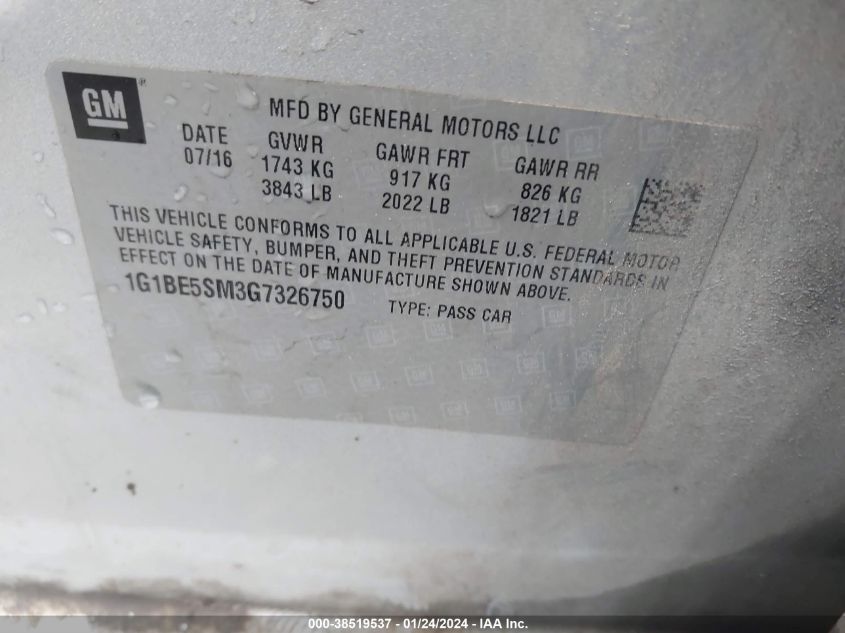 GM
MFD BY GENERAL MOTORS LLC
DATE GVWR GAWR FRT GAWR RR
07/16 1743 KG 917 KG 826 KG
3843 LB 2022 LB 1821 LB
THIS VEHICLE CONFORMS TO ALL APPLICABLE U.S. FEDERAL MOTOR
VEHICLE SAFETY, BUMPER, AND THEFT PREVENTION STANDARDS IN
EFFECT ON THE DATE OF MANUFACTURE SHOWN ABOVE.
1G1BE5SM3G7326750 TYPE: PASS CAR
000-38519537 - 01/24/2024 - IAAI, Inc.